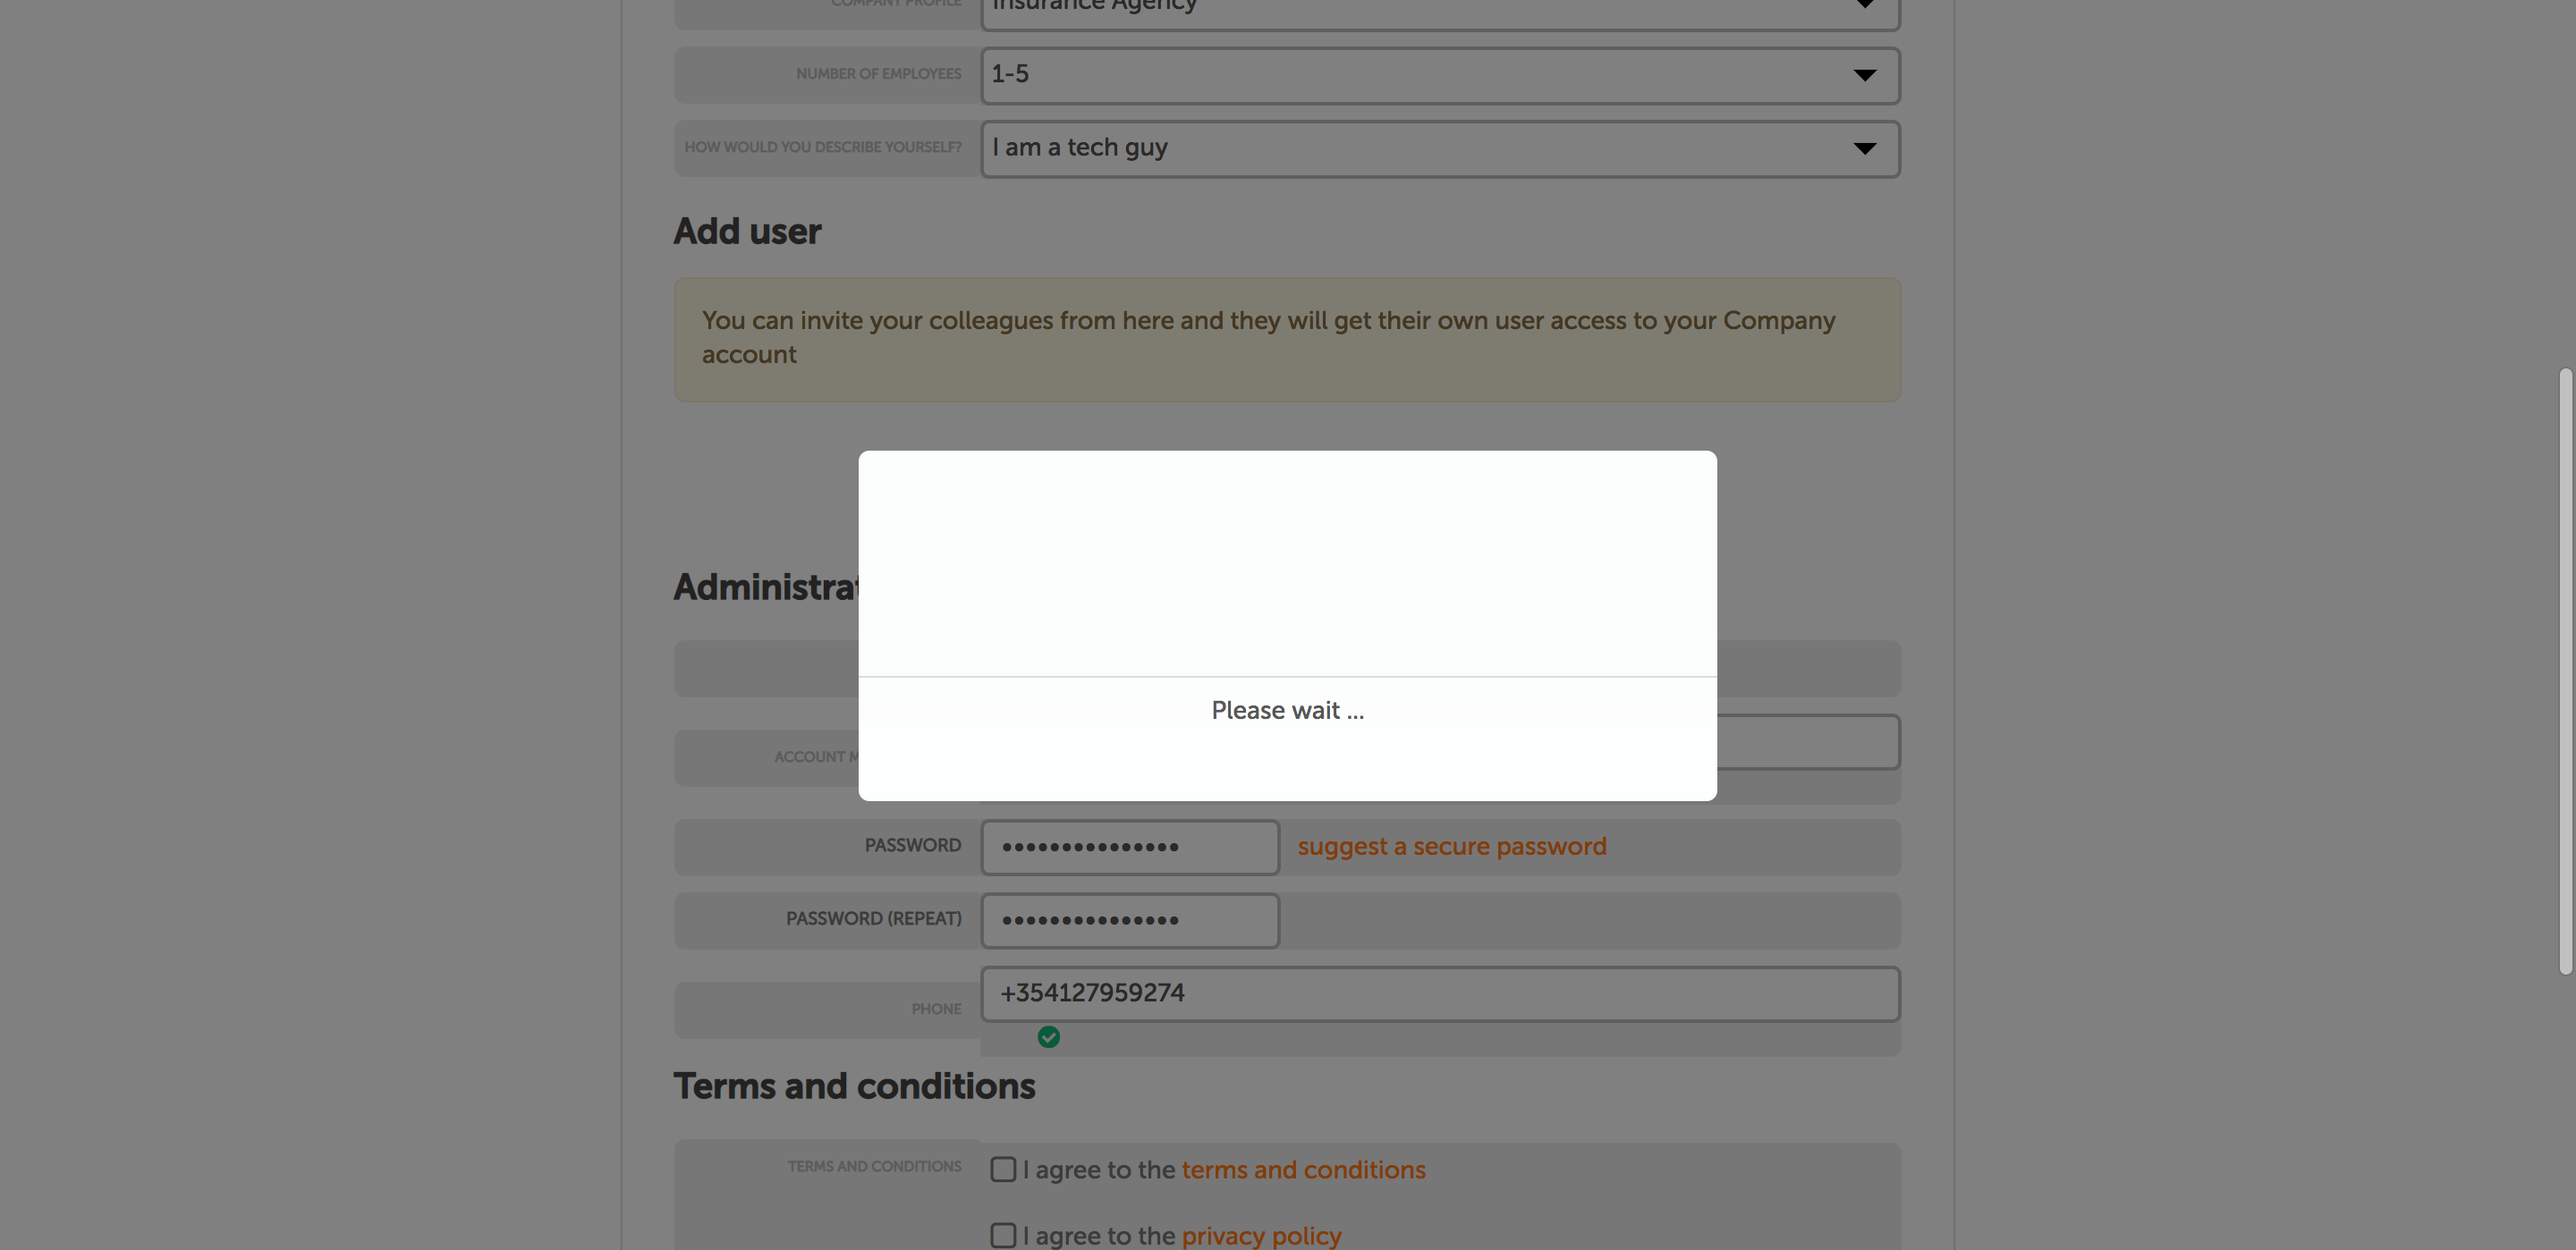 COMPANY PROFILE
Insurance Agency
NUMBER OF EMPLOYEES
1-5
HOW WOULD YOU DESCRIBE YOURSELF?
I am a tech guy
Add user
You can invite your colleagues from here and they will get their own user access to your Company
account
Please wait ...
ACCOUNT
PASSWORD
suggest a secure password
PASSWORD (REPEAT)
PHONE
+354127959274
Terms and conditions
TERMS AND CONDITIONS
I agree to the terms and conditions
I agree to the privacy policy